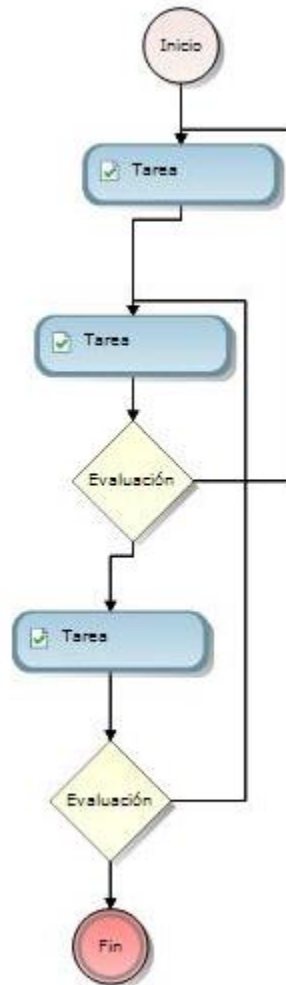 Inicio
Tarea
Tarea
Evaluación
Tarea
Evaluación
Fin